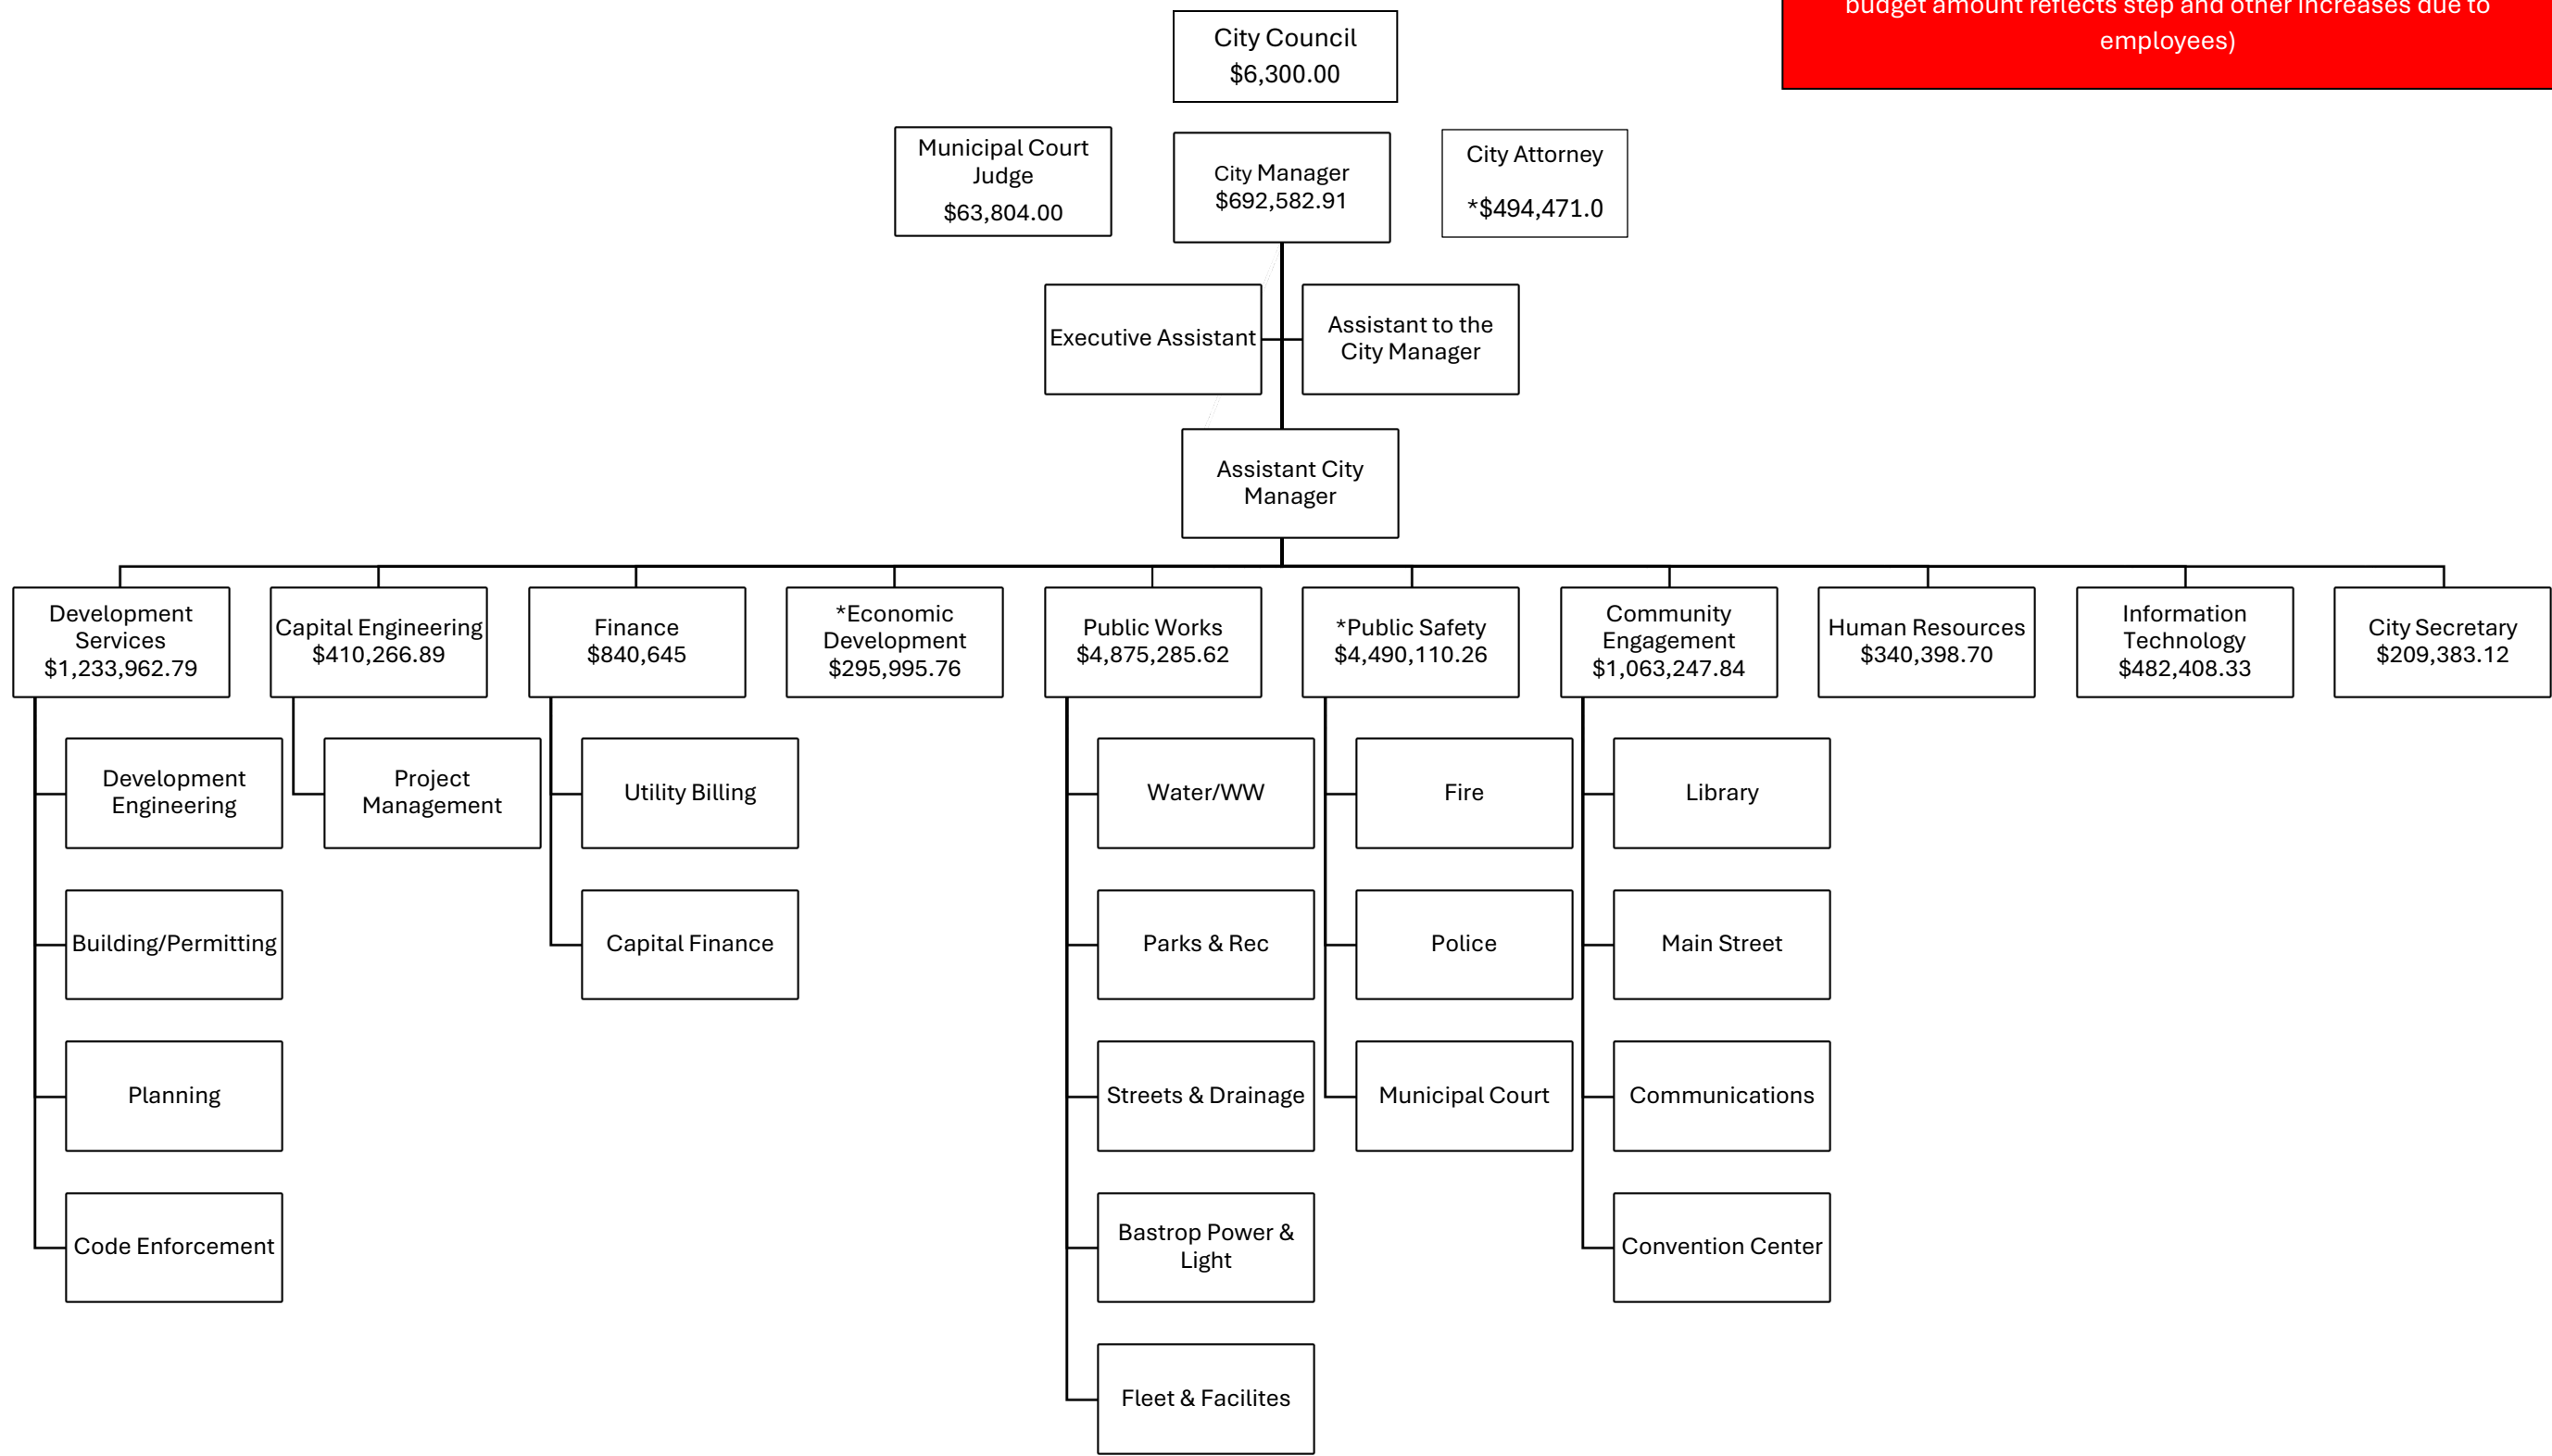 budget amount reflects step and other increases due to
employees)
City Council
$6,300.00
Municipal Court
Judge
$63,804.00
City Manager
$692,582.91
City Attorney
*$494,471.0
Executive Assistant
Assistant to the
City Manager
Assistant City
Manager
Development
Services
$1,233,962.79
Capital Engineering
$410,266.89
Finance
$840,645
*Economic
Development
$295,995.76
Public Works
$4,875,285.62
*Public Safety
$4,490,110.26
Community
Engagement
$1,063,247.84
Human Resources
$340,398.70
Information
Technology
$482,408.33
City Secretary
$209,383.12
Development
Engineering
Building/Permitting
Planning
Code Enforcement
Project
Management
Utility Billing
Capital Finance
Water/WW
Parks & Rec
Streets & Drainage
Bastrop Power &
Light
Fleet & Facilites
Fire
Police
Municipal Court
Library
Main Street
Communications
Convention Center